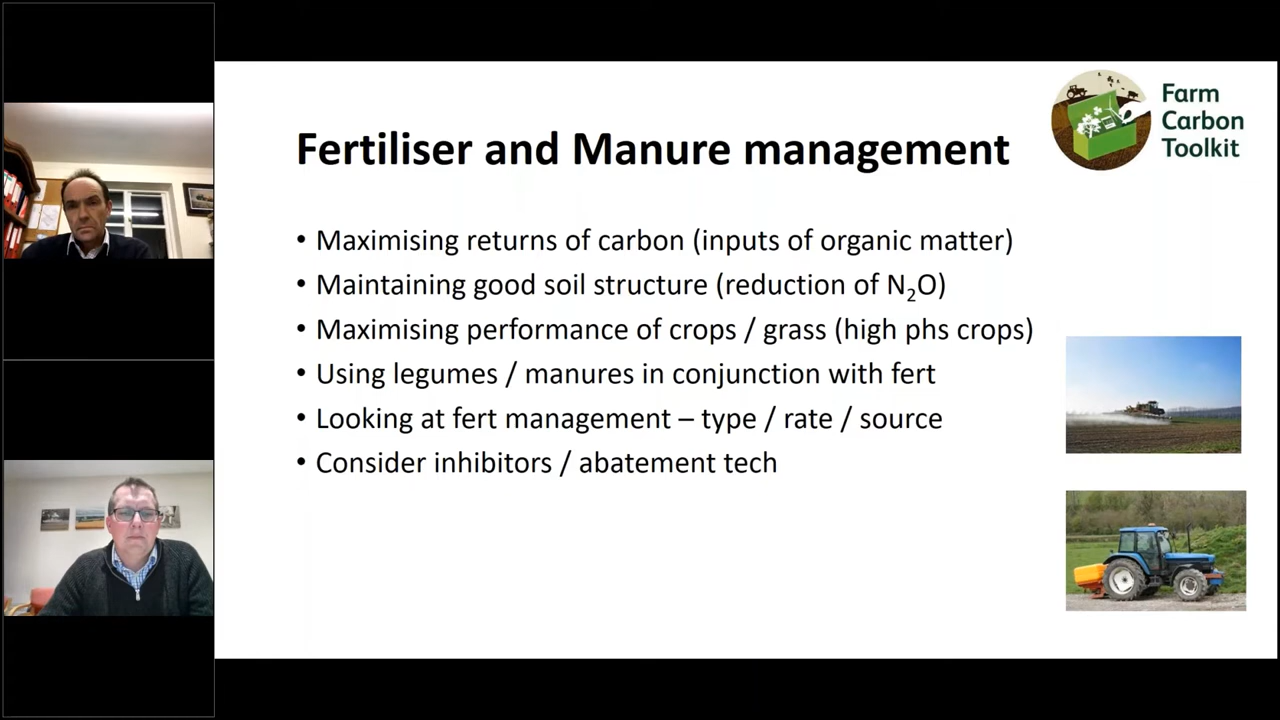 Farm
Carbon
Toolkit
Fertiliser and Manure management
• Maximising returns of carbon (inputs of organic matter)
• Maintaining good soil structure (reduction of N₂O)
• Maximising performance of crops / grass (high phs crops)
• Using legumes / manures in conjunction with fert
• Looking at fert management – type / rate / source
• Consider inhibitors / abatement tech